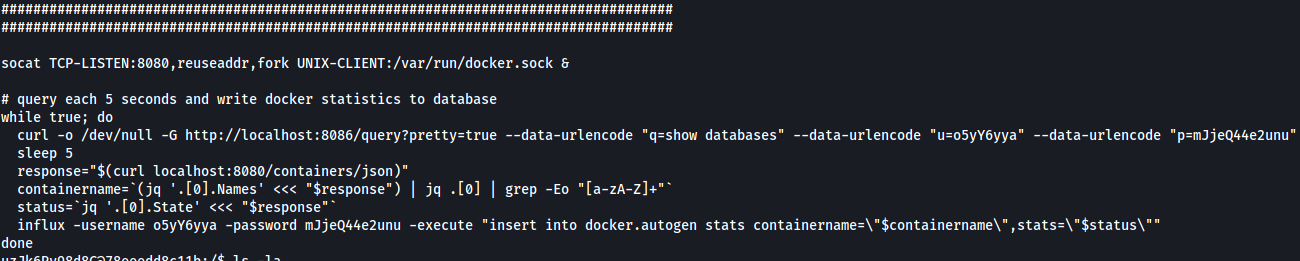 ####################################################################################
####################################################################################
socat TCP-LISTEN:8080,reuseaddr,fork UNIX-CLIENT:/var/run/docker.sock &
# query each 5 seconds and write docker statistics to database
while true; do
  curl -o /dev/null -G http://localhost:8086/query?pretty=true --data-urlencode "q=show databases" --data-urlencode "u=o5yY6yya" --data-urlencode "p=mJjeQ44e2unu"
  sleep 5
  response="$(curl localhost:8080/containers/json)"
  containername=`(jq '.[0].Names' <<< "$response") | jq .[0] | grep -Eo "[a-zA-Z]+"`
  status=`jq '.[0].State' <<< "$response"`
  influx -username o5yY6yya -password mJjeQ44e2unu -execute "insert into docker.autogen stats containername=\"$containername\",stats=\"$status\""
done
ls -la